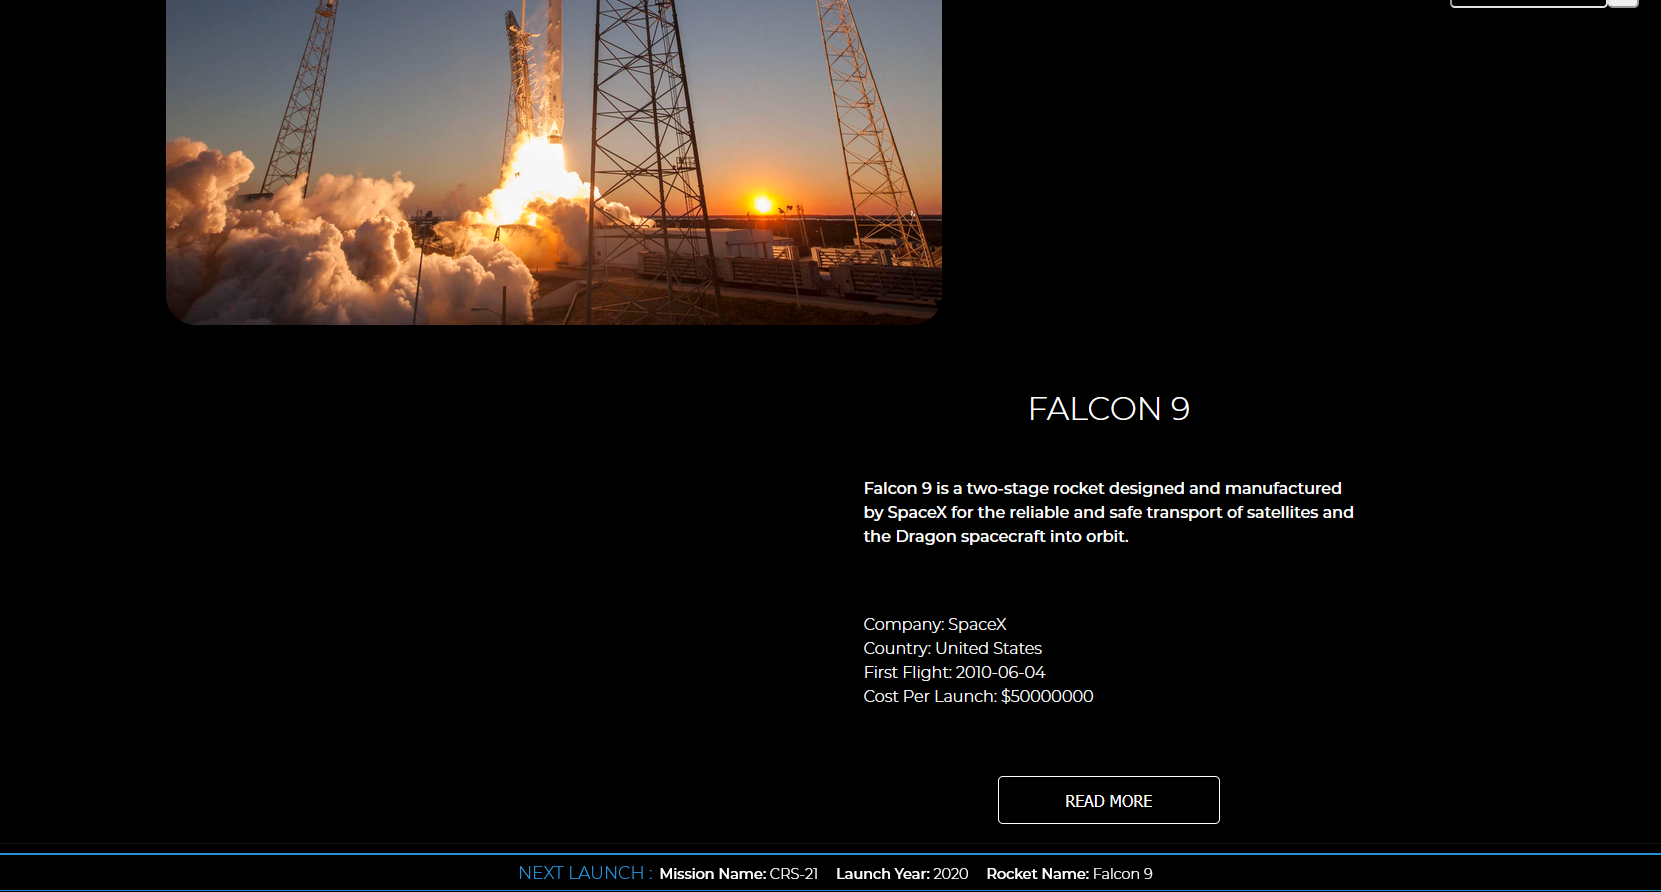 FALCON 9
Falcon 9 is a two-stage rocket designed and manufactured
by SpaceX for the reliable and safe transport of satellites and
the Dragon spacecraft into orbit.
Company: SpaceX
Country: United States
First Flight: 2010-06-04
Cost Per Launch: $50000000
READ MORE
NEXT LAUNCH : Mission Name: CRS-21 Launch Year: 2020 Rocket Name: Falcon 9